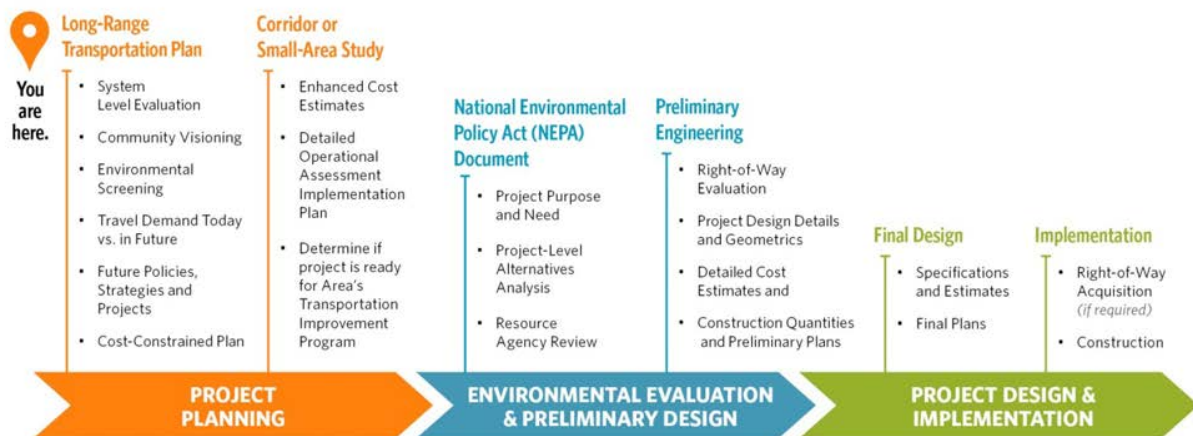 You
are
here.
Long-Range
Transportation Plan
• System
Level Evaluation
• Community Visioning
• Environmental
Screening
• Travel Demand Today
vs. in Future
• Future Policies,
Strategies and
Projects
• Cost-Constrained Plan
Corridor or
Small-Area Study
• Enhanced Cost
Estimates
• Detailed
Operational
Assessment
Implementation
Plan
• Determine if
project is ready
for Area's
Transportation
Improvement
Program
National Environmental
Policy Act (NEPA)
Document
• Project Purpose
and Need
• Project-Level
Alternatives
Analysis
• Resource
Agency Review
Preliminary
Engineering
• Right-of-Way
Evaluation
• Project Design Details
and Geometrics
• Detailed Cost
Estimates and
• Construction Quantities
and Preliminary Plans
Final Design
• Specifications
and Estimates
• Final Plans
Implementation
• Right-of-Way
Acquisition
(if required)
• Construction
PROJECT
PLANNING
ENVIRONMENTAL EVALUATION
& PRELIMINARY DESIGN
PROJECT DESIGN &
IMPLEMENTATION